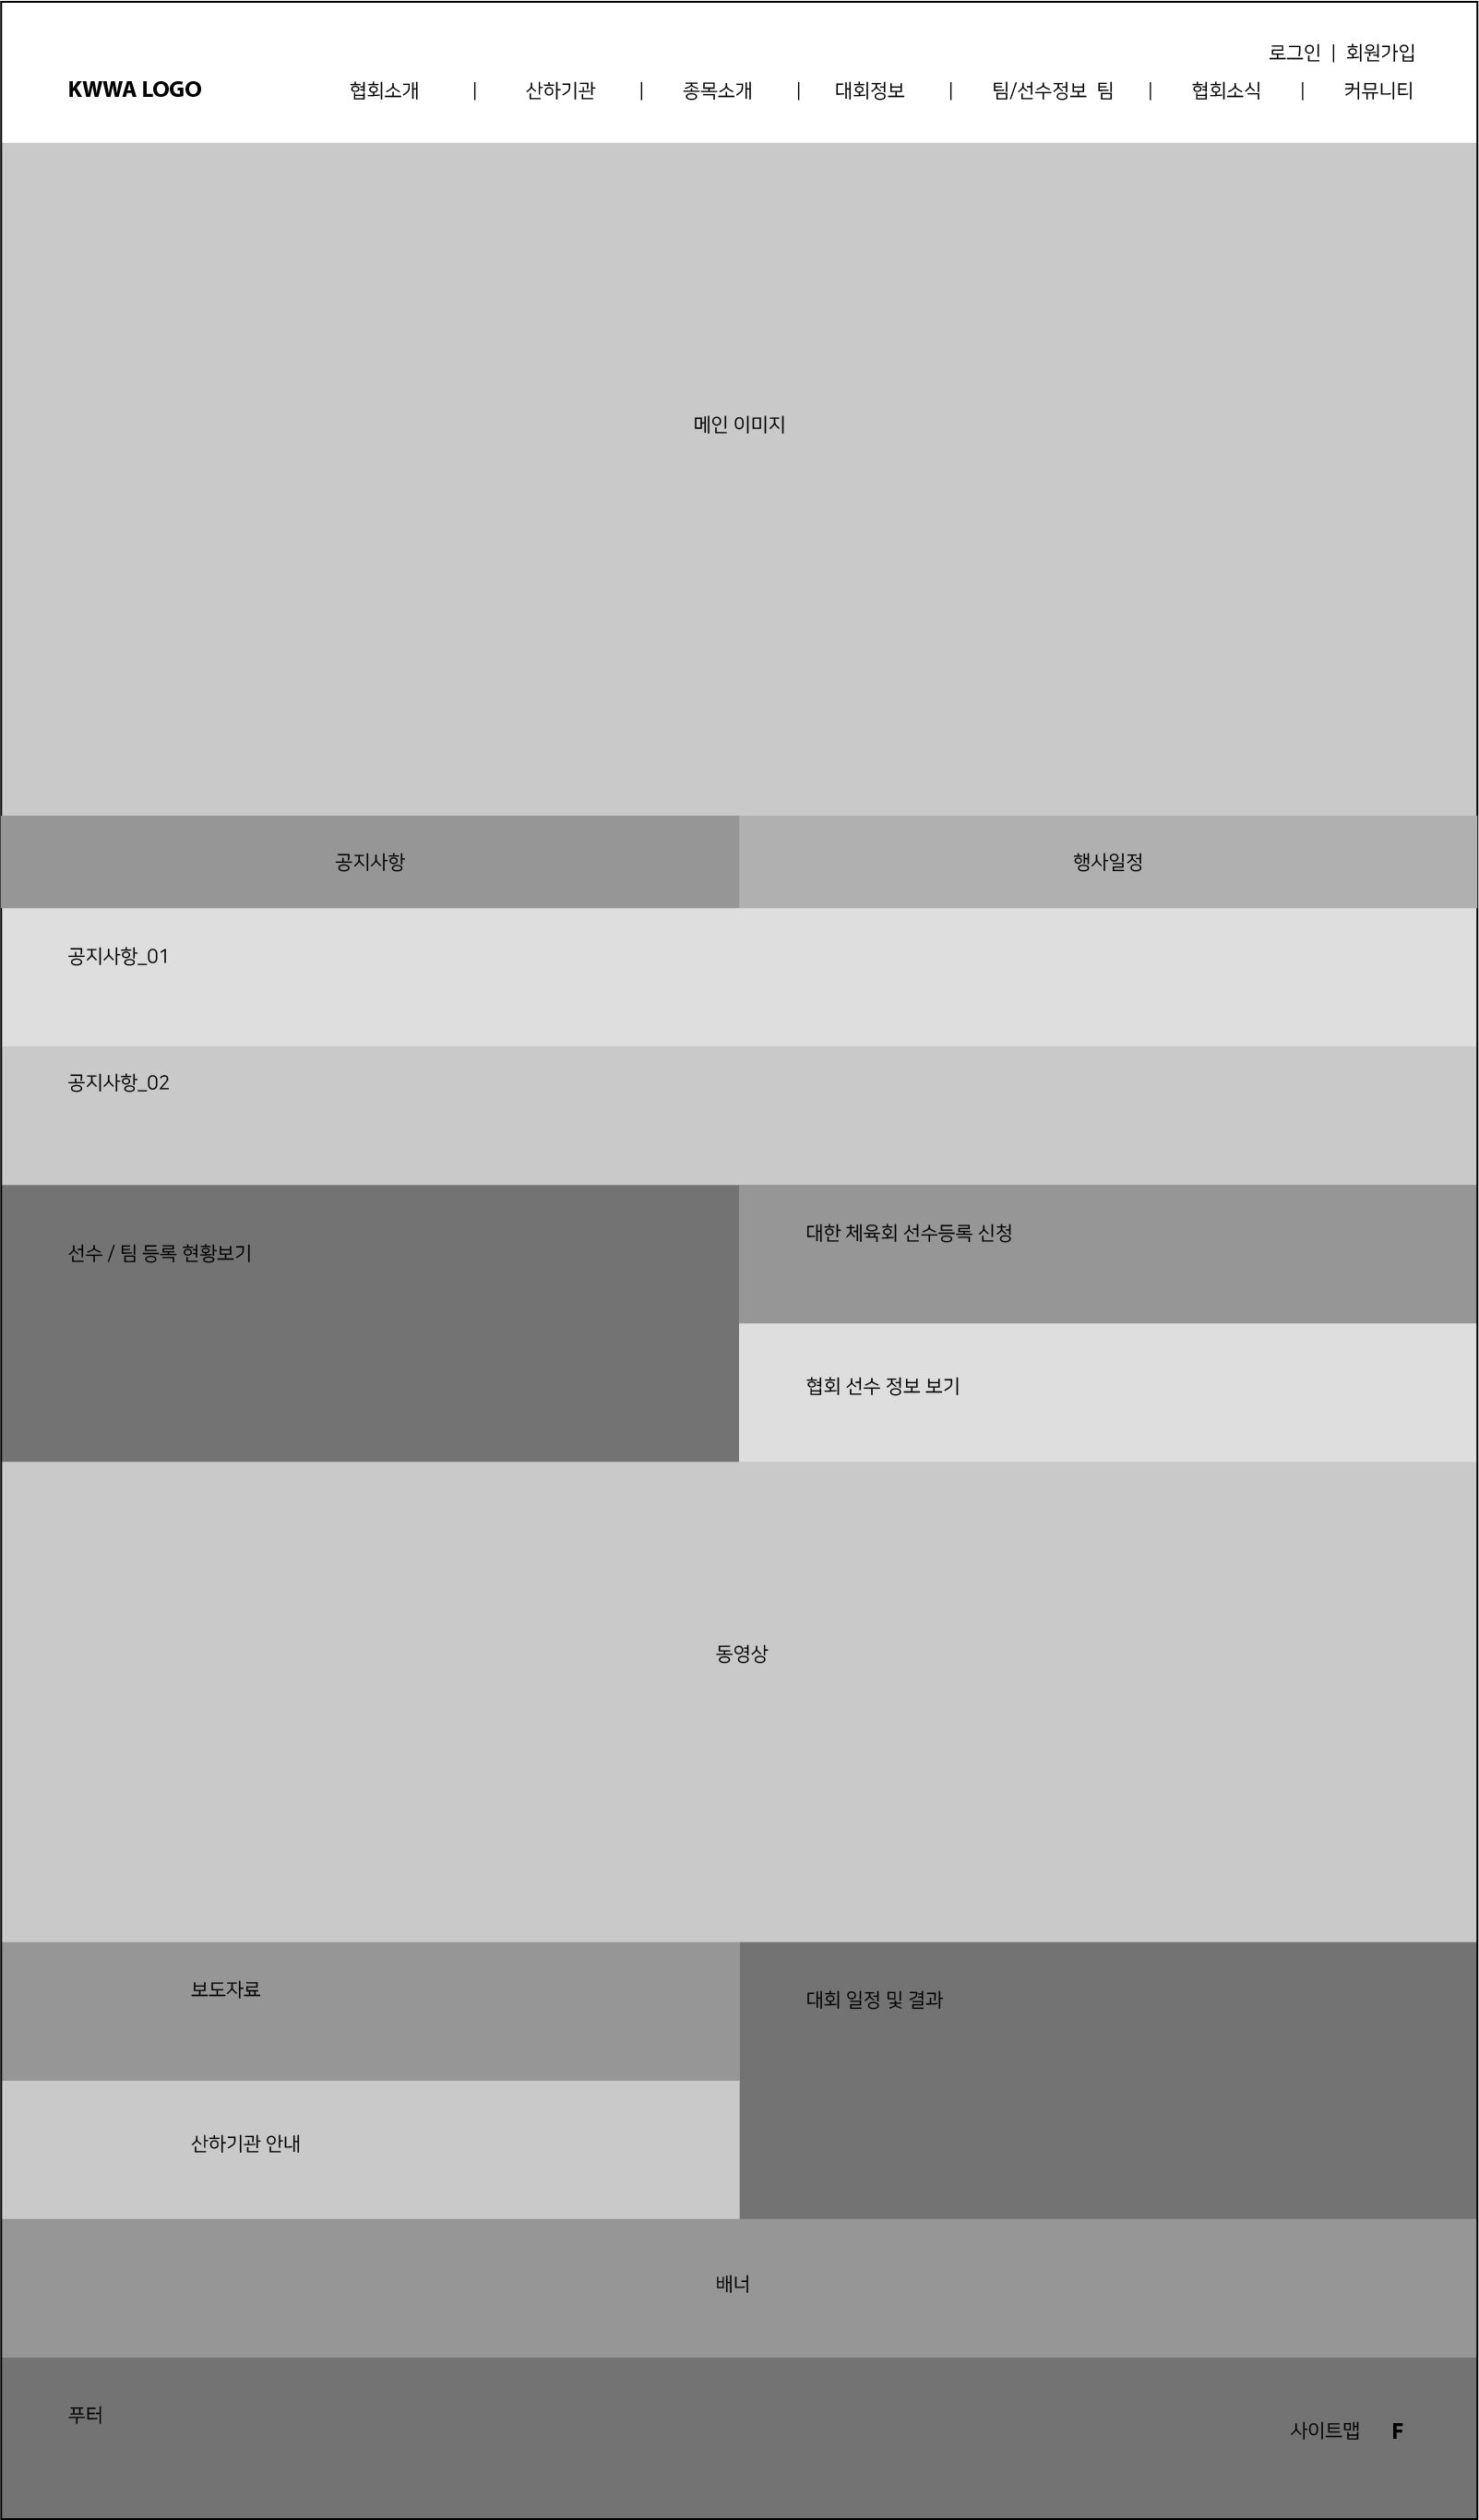 로그인 | 회원가입
KWWA LOGO 협회소개 | 산하기관 | 종목소개 | 대회정보 | 팀/선수정보 팀 | 협회소식 | 커뮤니티
메인 이미지
공지사항 행사일정
공지사항_01
공지사항_02
선수 / 팀 등록 현황보기
대한 체육회 선수등록 신청
협회 선수 정보 보기
동영상
보도자료
산하기관 안내
대회 일정 및 결과
배너
푸터
사이트맵 F